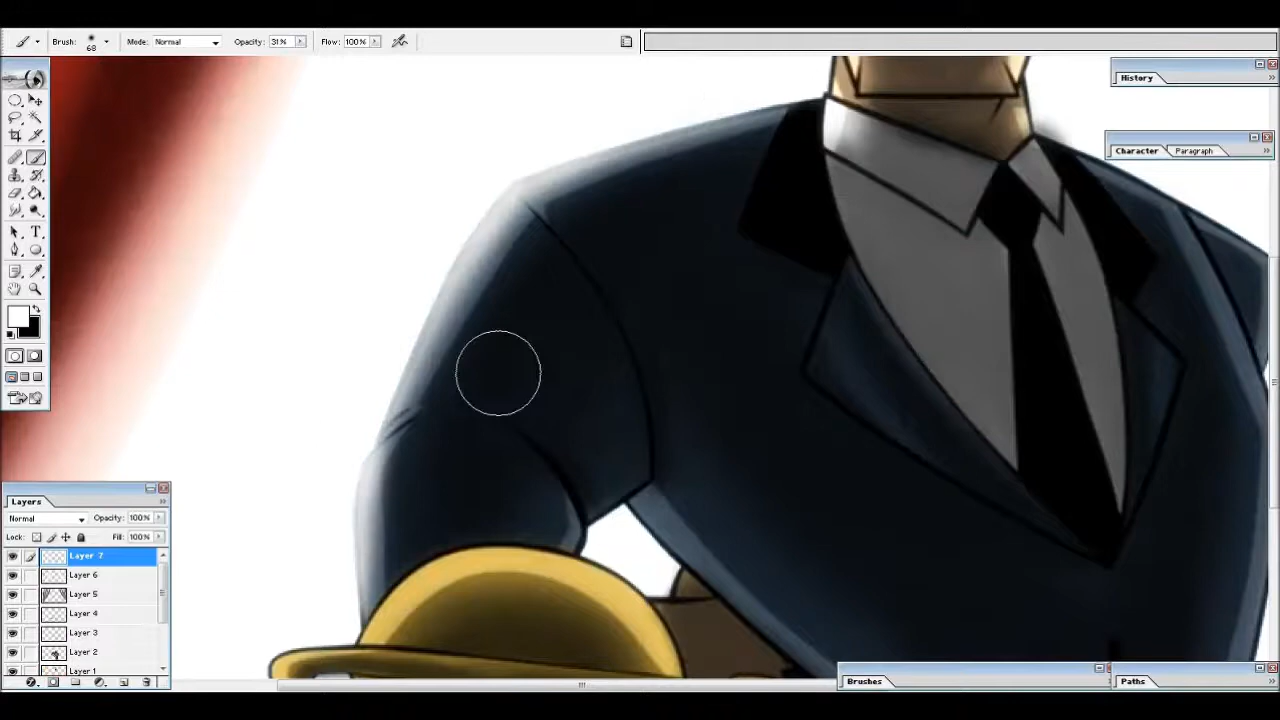 Brush: 68 Mode: Normal Opacity: 31% Flow: 100%
History
Character Paragraph
Layers
Normal Opacity: 100%
Lock: Fill: 100%
Layer 7
Layer 6
Layer 5
Layer 4
Layer 3
Layer 2
Layer 1
Brushes
Paths